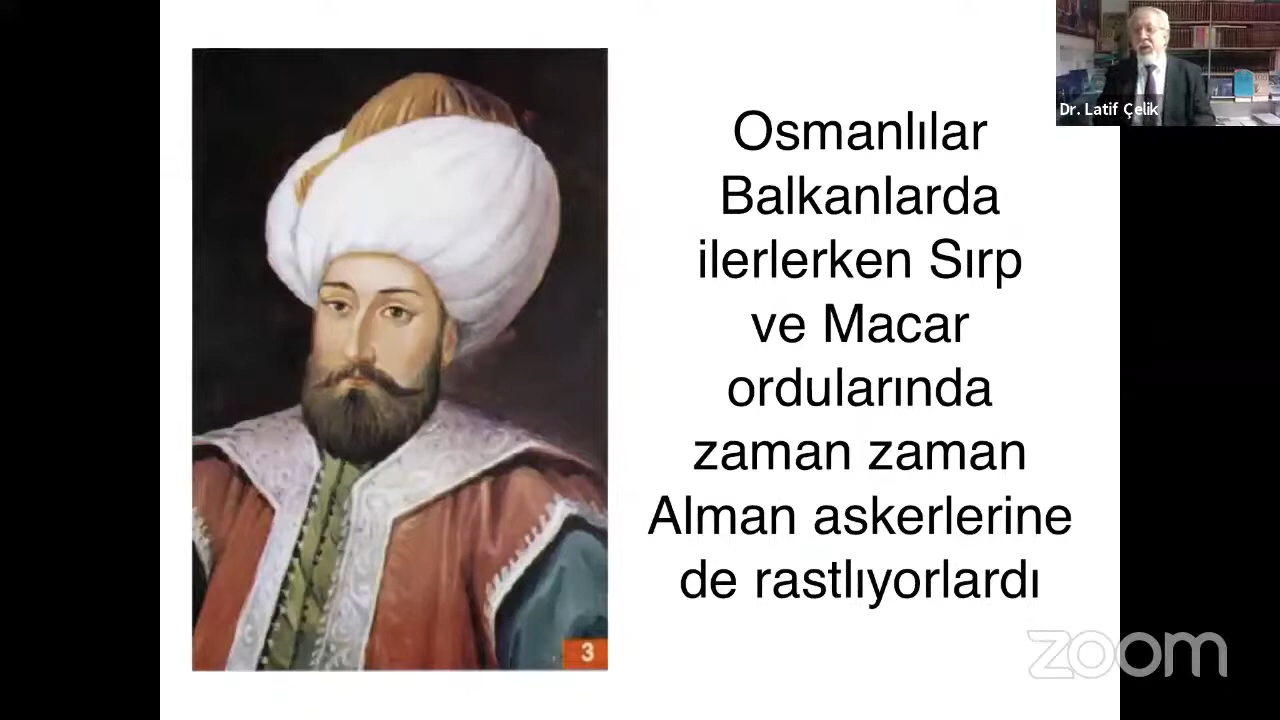 Dr. Latif Çelik
Osmanlılar
Balkanlarda
ilerlerken Sırp
ve Macar
ordularında
zaman zaman
Alman askerlerine
de rastlıyorlardı
3
zoom